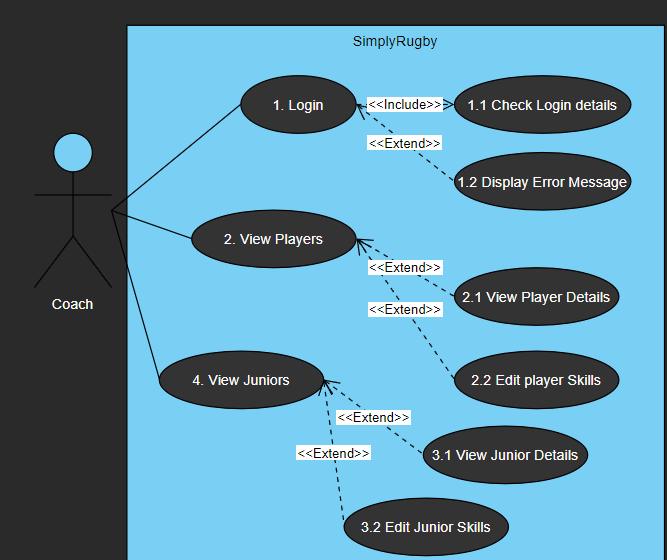 SimplyRugby
1. Login
<<Include>>
1.1 Check Login details
<<Extend>>
1.2 Display Error Message
Coach
2. View Players
<<Extend>>
2.1 View Player Details
<<Extend>>
2.2 Edit player Skills
4. View Juniors
<<Extend>>
3.1 View Junior Details
<<Extend>>
3.2 Edit Junior Skills